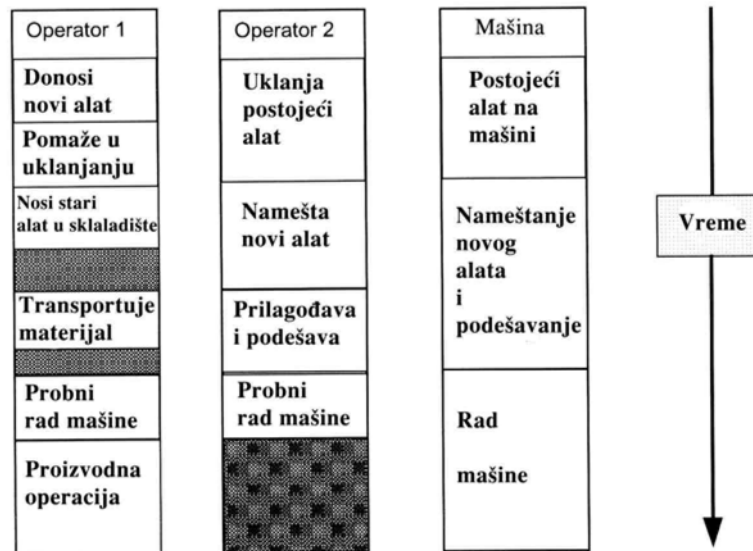 Operator 1
Donosi
novi alat
Pomaže u
uklanjanju
Nosi stari
alat u sklaladište
Transportuje
materijal
Probni
rad mašine
Proizvodna
operacija
Operator 2
Uklanja
postojeći
alat
Namešta
novi alat
Prilagođava
i podešava
Probni
rad mašine
Mašina
Postojeći
alat na
mašini
Nameštanje
novog
alata
i
podešavanje
Rad
mašine
Vreme